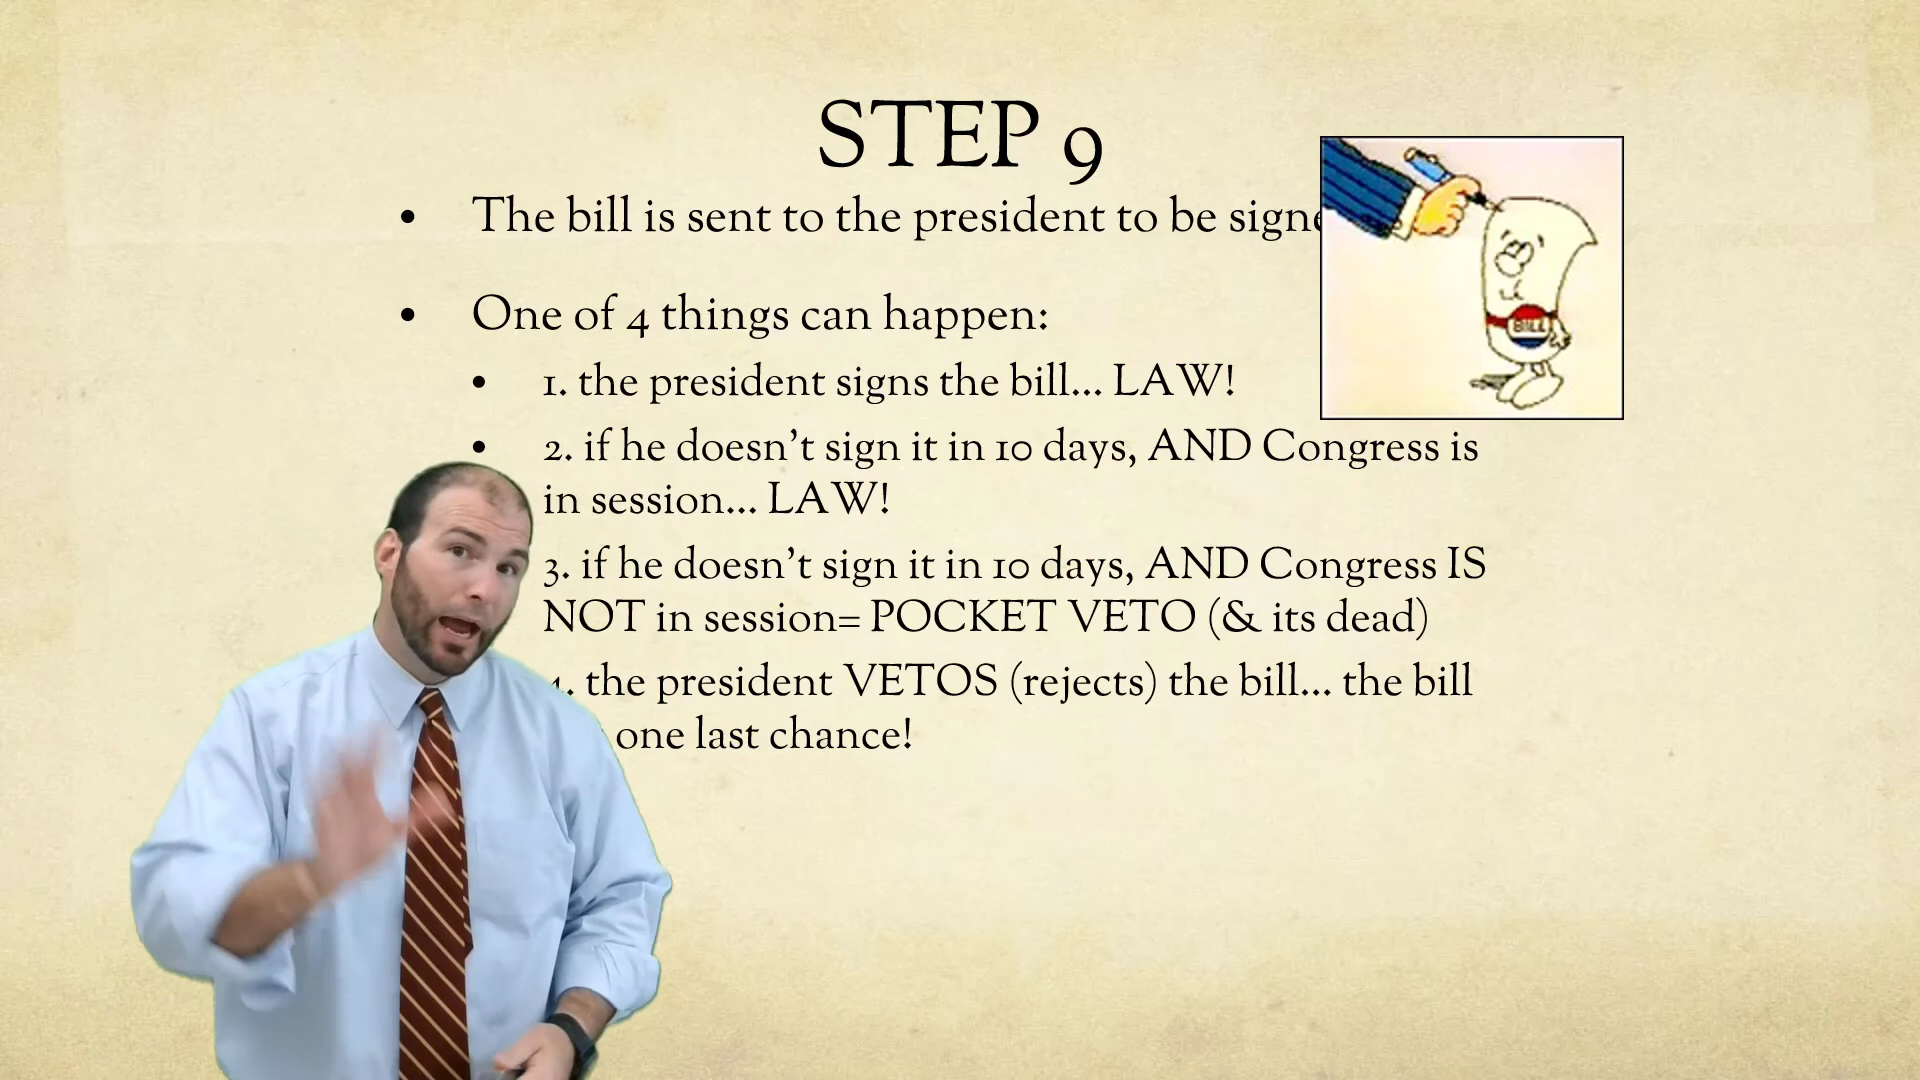 STEP 9
• The bill is sent to the president to be signe
• One of 4 things can happen:
• 1. the president signs the bill... LAW!
• 2. if he doesn't sign it in 10 days, AND Congress is
in session... LAW!
3. if he doesn't sign it in 10 days, AND Congress IS
NOT in session= POCKET VETO (& its dead)
4. the president VETOS (rejects) the bill... the bill
one last chance!
BILL